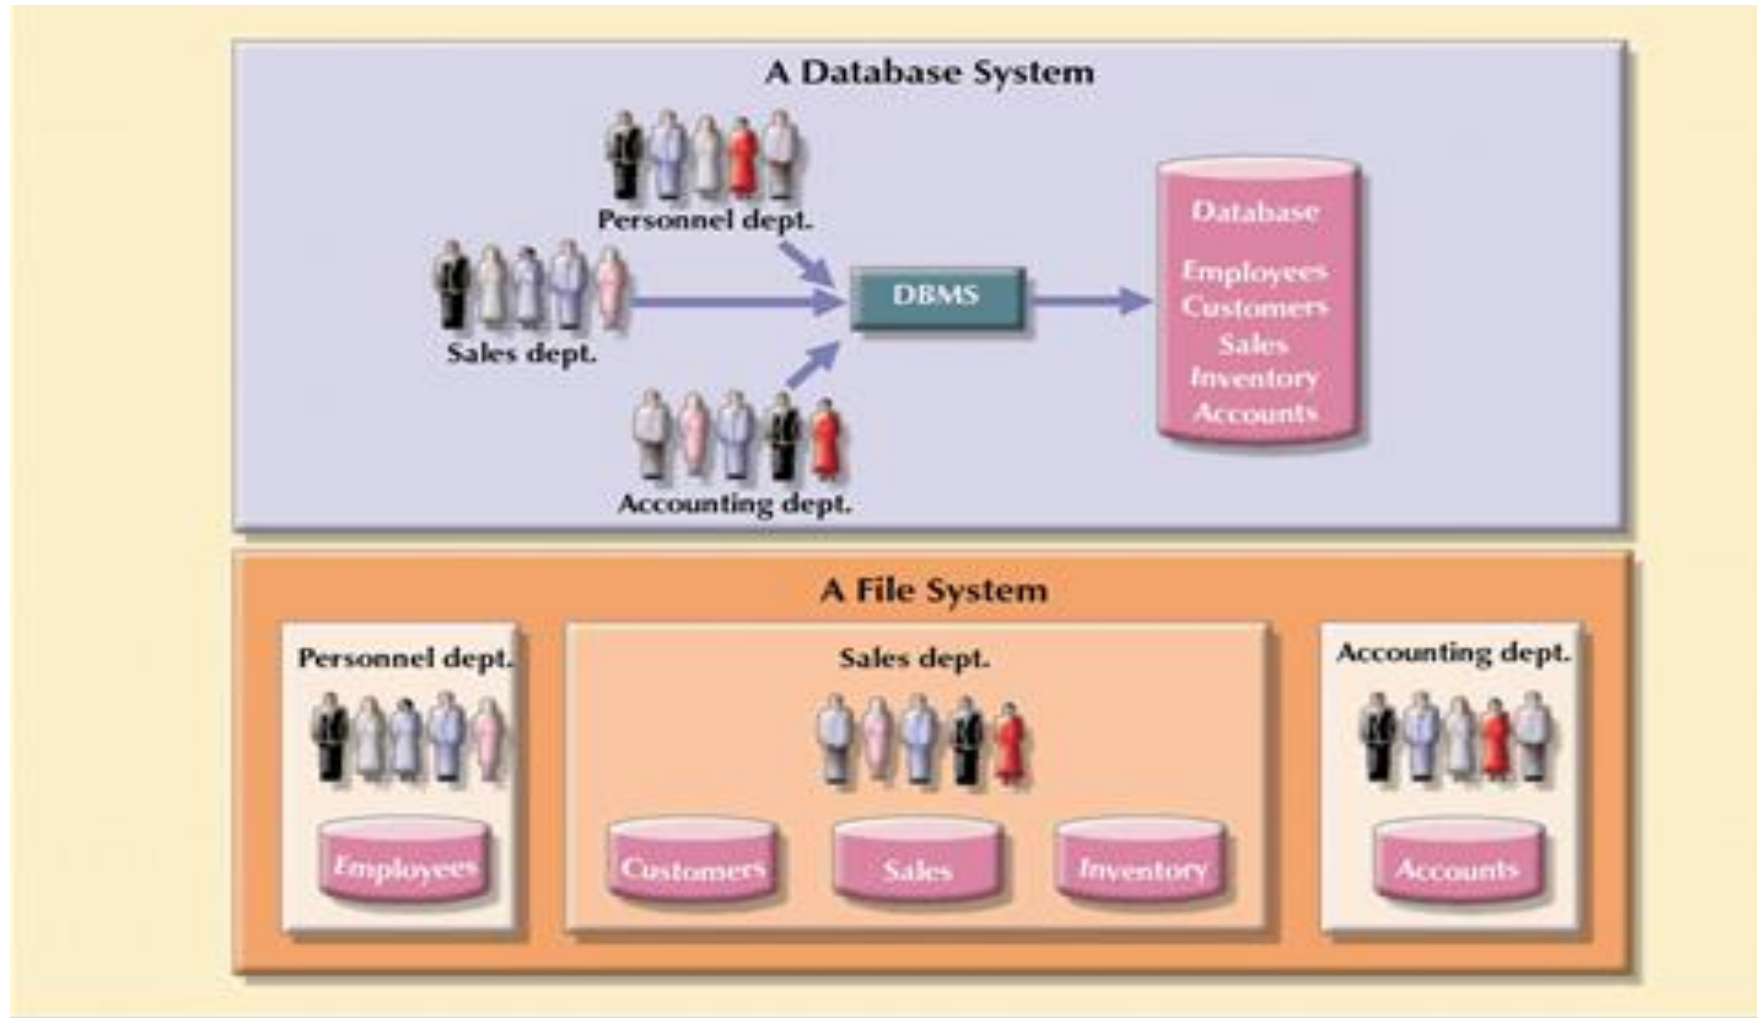 A Database System
Personnel dept.
Sales dept.
Accounting dept.
DBMS
Database
Employees
Customers
Sales
Inventory
Accounts
A File System
Personnel dept.
Employees
Sales dept.
Customers
Sales
Inventory
Accounting dept.
Accounts